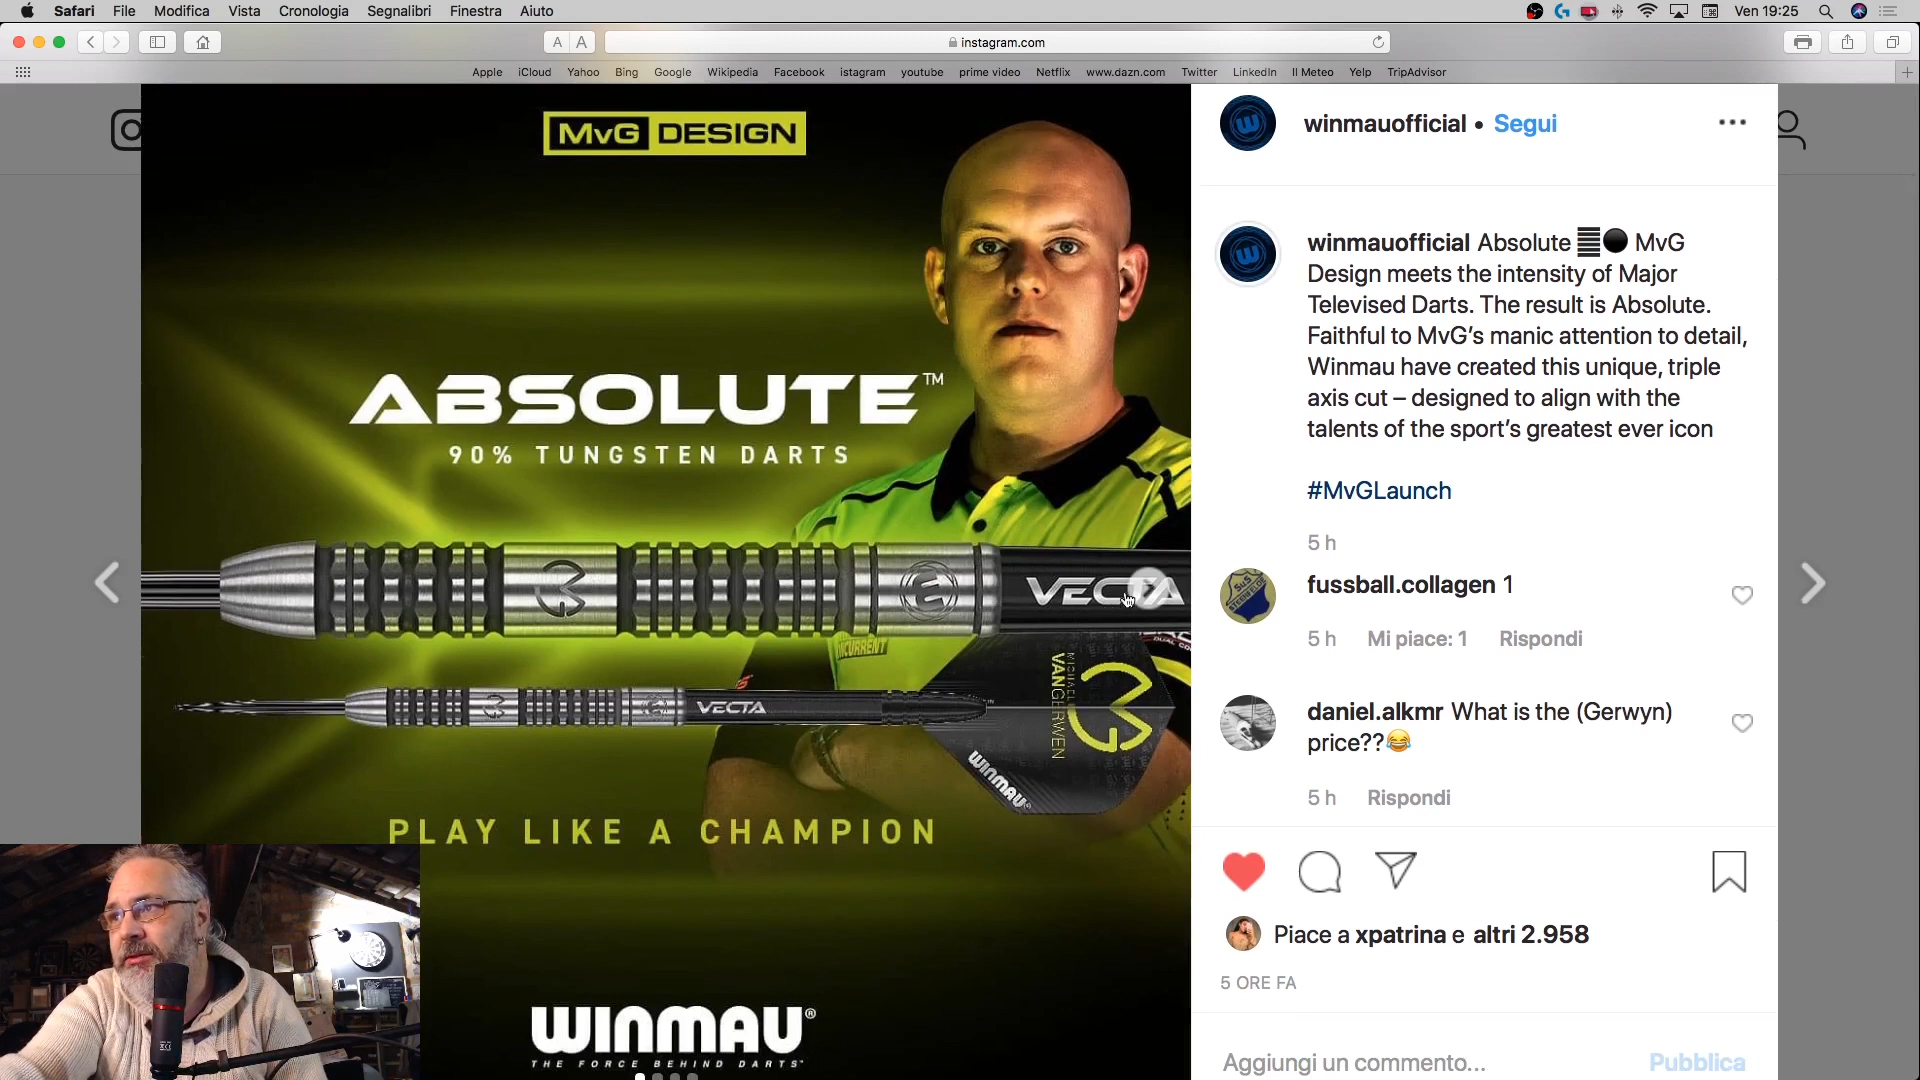 Safari File Modifica Vista Cronologia Segnalibri Finestra Aiuto Ven 19:25
A A instagram.com
Apple iCloud Yahoo Bing Google Wikipedia Facebook istagram youtube prime video Netflix www.dazn.com Twitter LinkedIn Il Meteo Yelp TripAdvisor
MvG DESIGN
ABSOLUTE™
90% TUNGSTEN DARTS
VECTA
VECTA
MICHAEL
VANGERWEN
WINMAU
PLAY LIKE A CHAMPION
WINMAU®
THE FORCE BEHIND DARTS™
winmauofficial • Segui
winmauofficial Absolute MvG
Design meets the intensity of Major
Televised Darts. The result is Absolute.
Faithful to MvG’s manic attention to detail,
Winmau have created this unique, triple
axis cut – designed to align with the
talents of the sport’s greatest ever icon
#MvGLaunch
5 h
fussball.collagen 1
5 h Mi piace: 1 Rispondi
daniel.alkmr What is the (Gerwyn)
price??😂
5 h Rispondi
Piace a xpatrina e altri 2.958
5 ORE FA
Aggiungi un commento... Pubblica